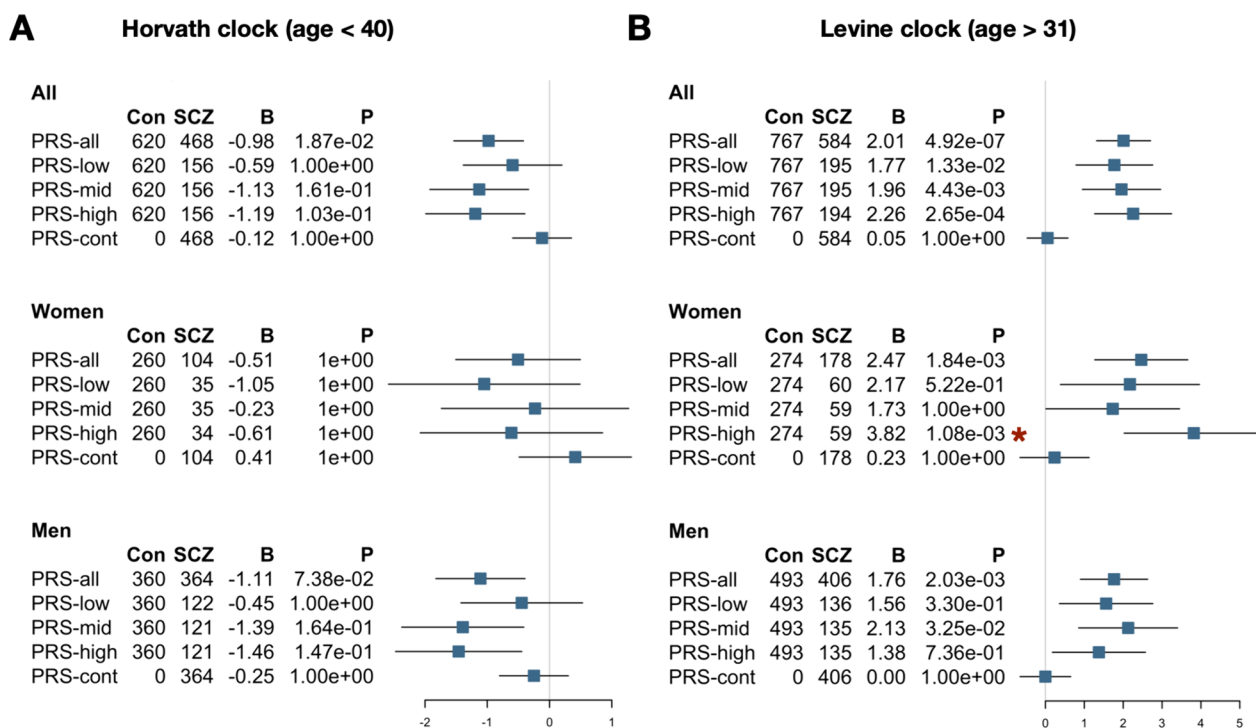 A Horvath clock (age < 40)
All
Con SCZ B P
PRS-all 620 468 -0.98 1.87e-02
PRS-low 620 156 -0.59 1.00e+00
PRS-mid 620 156 -1.13 1.61e-01
PRS-high 620 156 -1.19 1.03e-01
PRS-cont 0 468 -0.12 1.00e+00
Women
Con SCZ B P
PRS-all 260 104 -0.51 1e+00
PRS-low 260 35 -1.05 1e+00
PRS-mid 260 35 -0.23 1e+00
PRS-high 260 34 -0.61 1e+00
PRS-cont 0 104 0.41 1e+00
Men
Con SCZ B P
PRS-all 360 364 -1.11 7.38e-02
PRS-low 360 122 -0.45 1.00e+00
PRS-mid 360 121 -1.39 1.64e-01
PRS-high 360 121 -1.46 1.47e-01
PRS-cont 0 364 -0.25 1.00e+00
-2 -1 0 1
B Levine clock (age > 31)
All
Con SCZ B P
PRS-all 767 584 2.01 4.92e-07
PRS-low 767 195 1.77 1.33e-02
PRS-mid 767 195 1.96 4.43e-03
PRS-high 767 194 2.26 2.65e-04
PRS-cont 0 584 0.05 1.00e+00
Women
Con SCZ B P
PRS-all 274 178 2.47 1.84e-03
PRS-low 274 60 2.17 5.22e-01
PRS-mid 274 59 1.73 1.00e+00
PRS-high 274 59 3.82 1.08e-03 *
PRS-cont 0 178 0.23 1.00e+00
Men
Con SCZ B P
PRS-all 493 406 1.76 2.03e-03
PRS-low 493 136 1.56 3.30e-01
PRS-mid 493 135 2.13 3.25e-02
PRS-high 493 135 1.38 7.36e-01
PRS-cont 0 406 0.00 1.00e+00
0 1 2 3 4 5